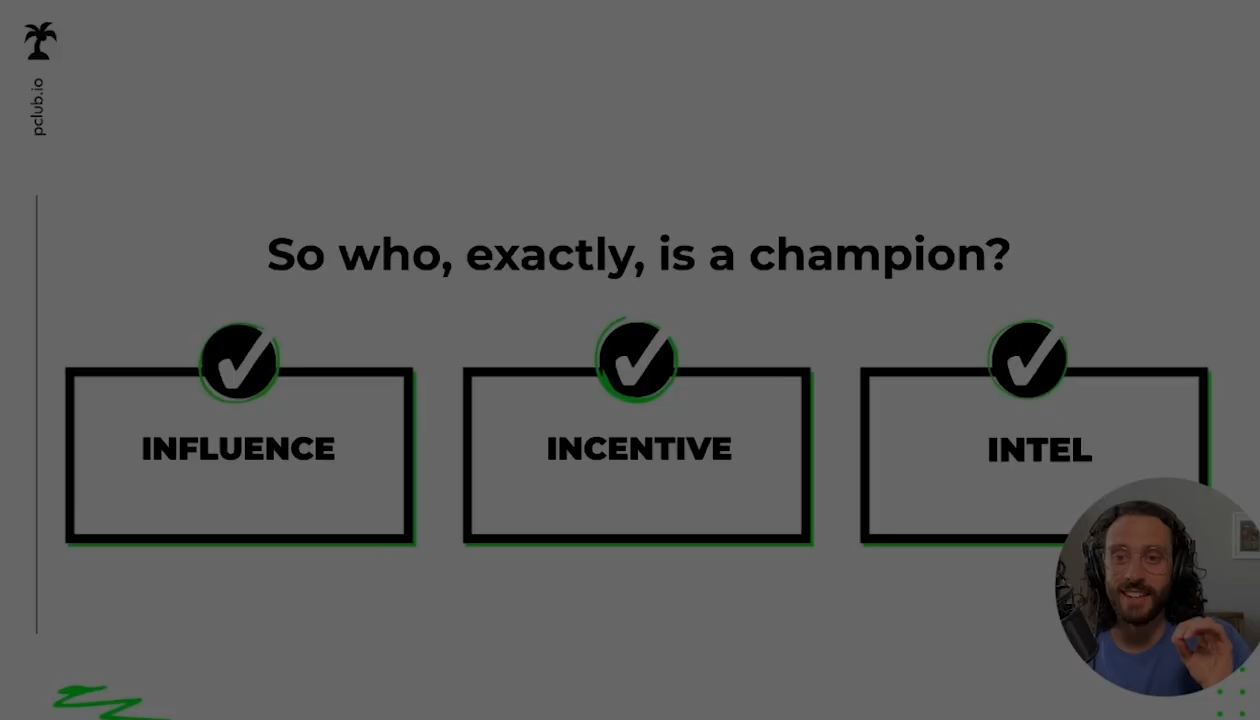 pclub.io
So who, exactly, is a champion?
INFLUENCE
INCENTIVE
INTEL